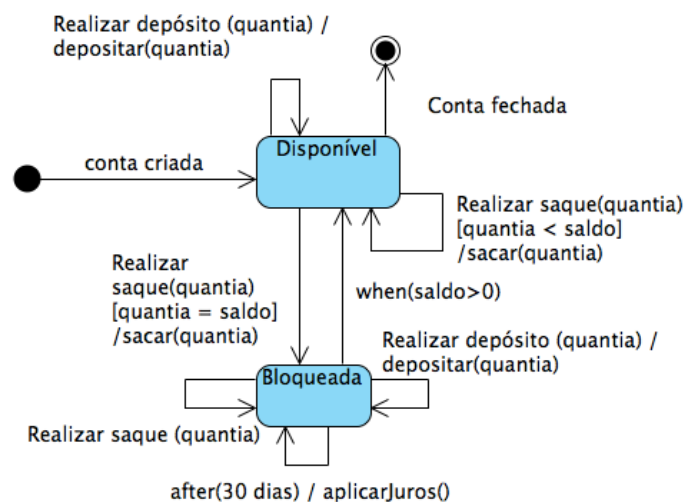 Realizar depósito (quantia) /
depositar(quantia)
Conta fechada
Disponível
conta criada
Realizar saque(quantia)
[quantia < saldo]
/sacar(quantia)
Realizar
saque(quantia)
[quantia = saldo]
/sacar(quantia)
when(saldo>0)
Realizar depósito (quantia) /
depositar(quantia)
Bloqueada
Realizar saque (quantia)
after(30 dias) / aplicarJuros()